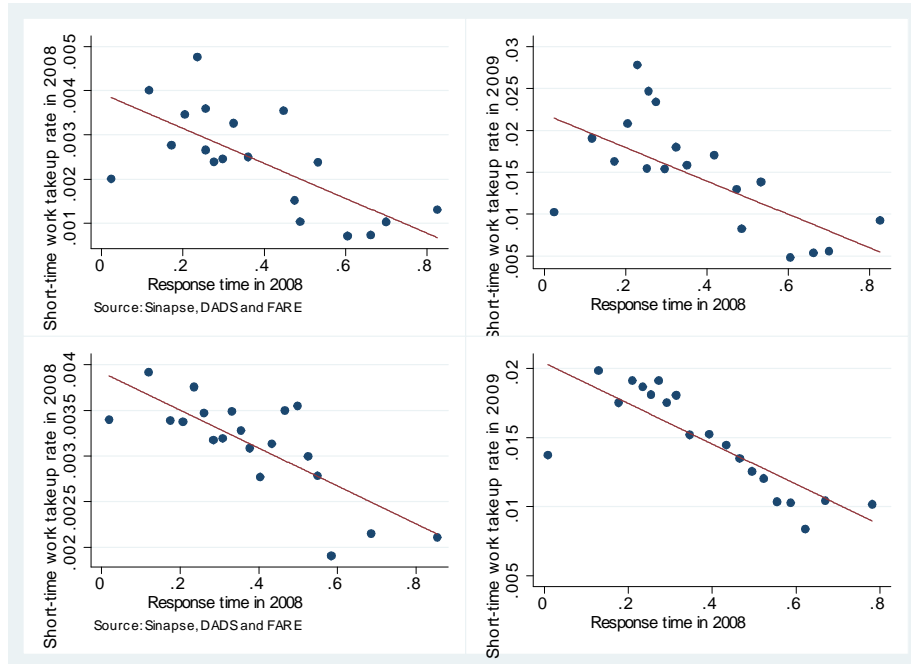 Short-time work takeup rate in 2008
.001 .002 .003 .004 .005
0 .2 .4 .6 .8
Response time in 2008
Source: Sinapse, DADS and FARE
Short-time work takeup rate in 2009
.005 .01 .015 .02 .025 .03
0 .2 .4 .6 .8
Response time in 2008
Short-time work takeup rate in 2008
.002 .0025 .003 .0035 .004
0 .2 .4 .6 .8
Response time in 2008
Source: Sinapse, DADS and FARE
Short-time work takeup rate in 2009
.005 .01 .015 .02
0 .2 .4 .6 .8
Response time in 2008